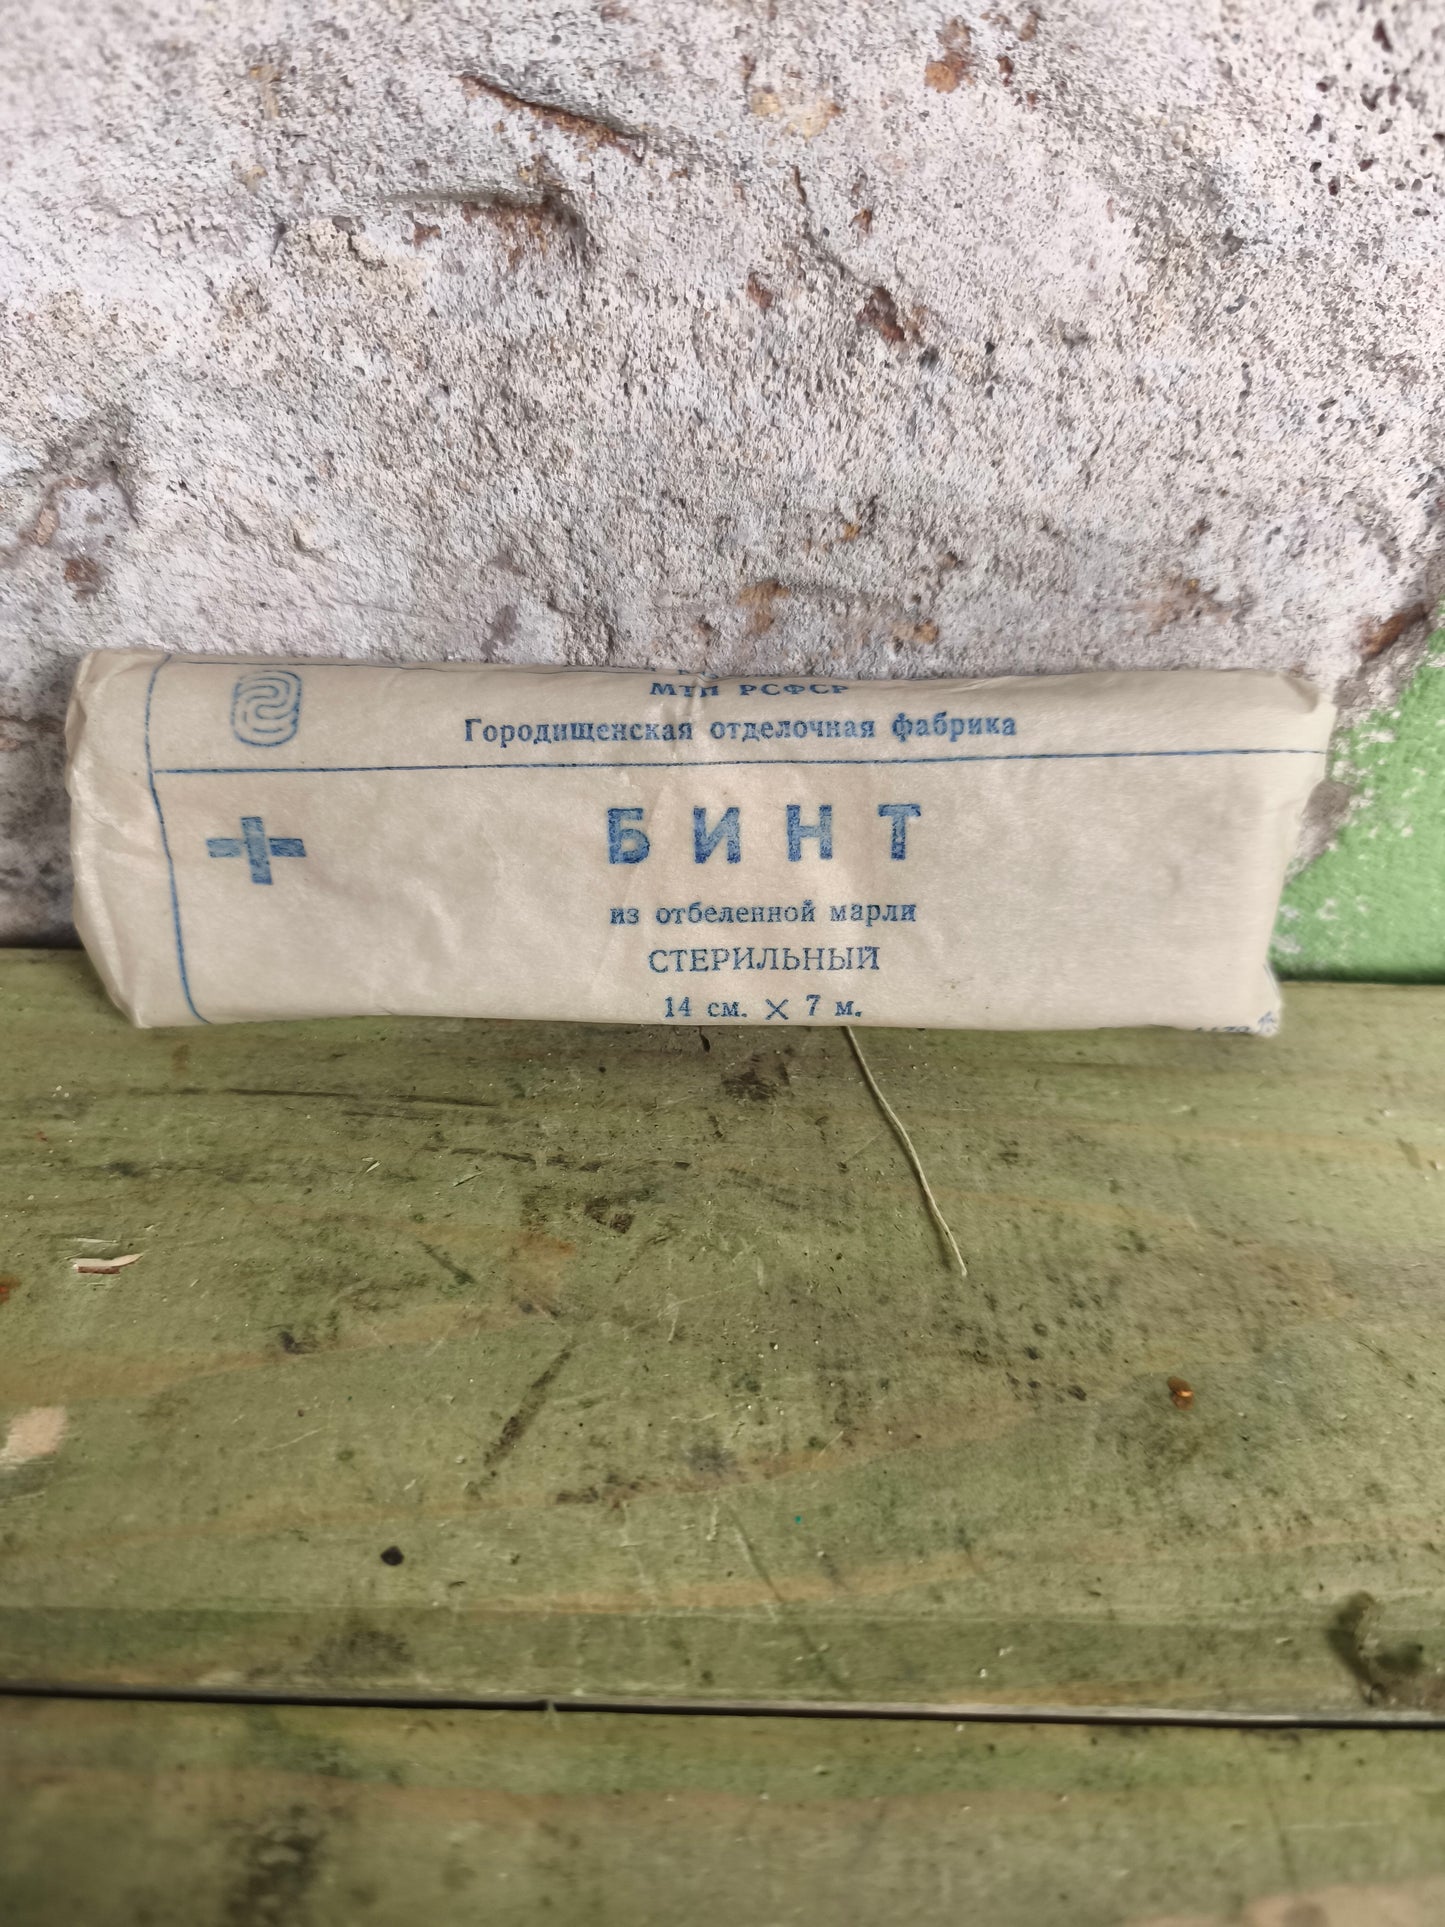 МТП РСФСР
Городищенская отделочная фабрика
БИНТ
из отбеленной марли
СТЕРИЛЬНЫЙ
14 см. × 7 м.